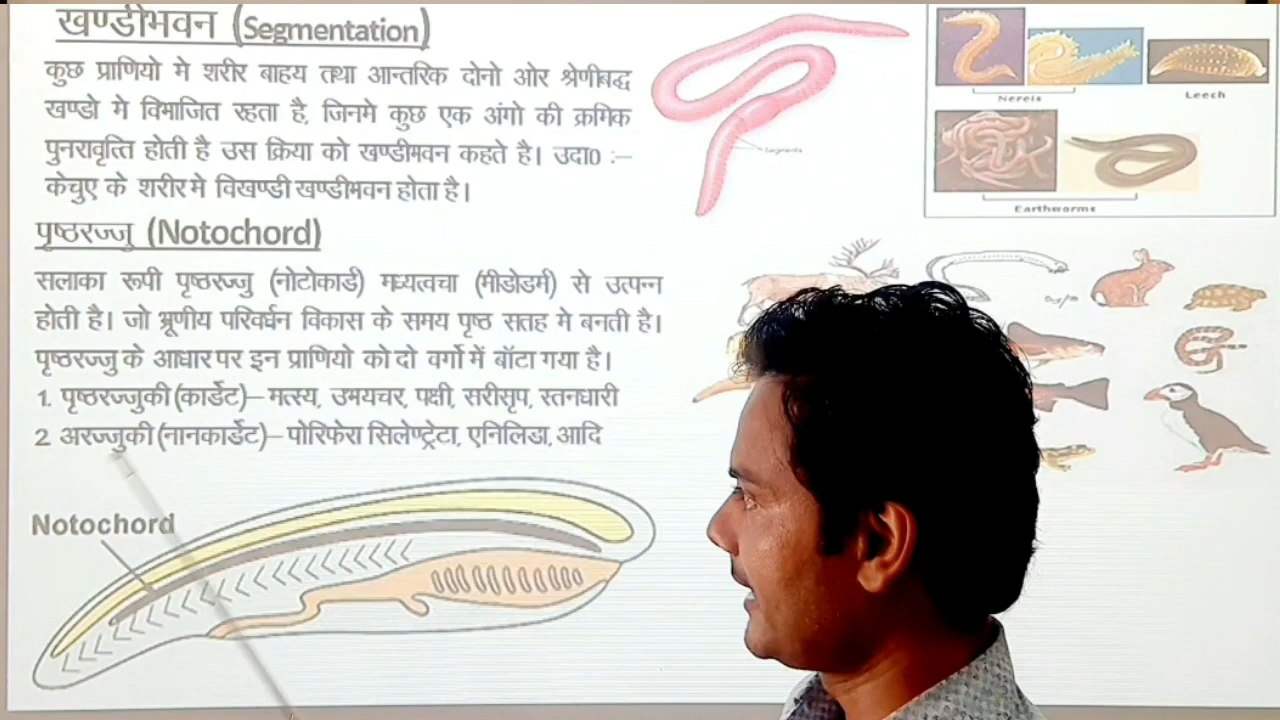 खण्डीभवन (Segmentation)
कुछ प्राणियो मे शरीर बाहय तथा आन्तरिक दोनो ओर श्रेणीबद्ध
खण्डो मे विभाजित रहता है, जिनमे कुछ एक अंगो की क्रमिक
पुनरावृत्ति होती है उस क्रिया को खण्डीभवन कहते है। उदा0 :–
केचुए के शरीर मे विखण्डी खण्डीभवन होता है।
पृष्ठरज्जु (Notochord)
सलाका रूपी पृष्ठरज्जु (नोटोकार्ड) मध्यत्वचा (मीडोडर्म) से उत्पन्न
होती है। जो भ्रूणीय परिवर्धन विकास के समय पृष्ठ सतह मे बनती है।
पृष्ठरज्जु के आधार पर इन प्राणियो को दो वर्गो में बॉटा गया है।
1. पृष्ठरज्जुकी (कार्डेट)– मत्स्य, उभयचर, पक्षी, सरीसृप, स्तनधारी
2. अरज्जुकी (नानकार्डेट)– पोरिफेरा सिलेण्ट्रेटा, एनिलिडा, आदि
Notochord
Segments
Nereis
Leech
Earthworms